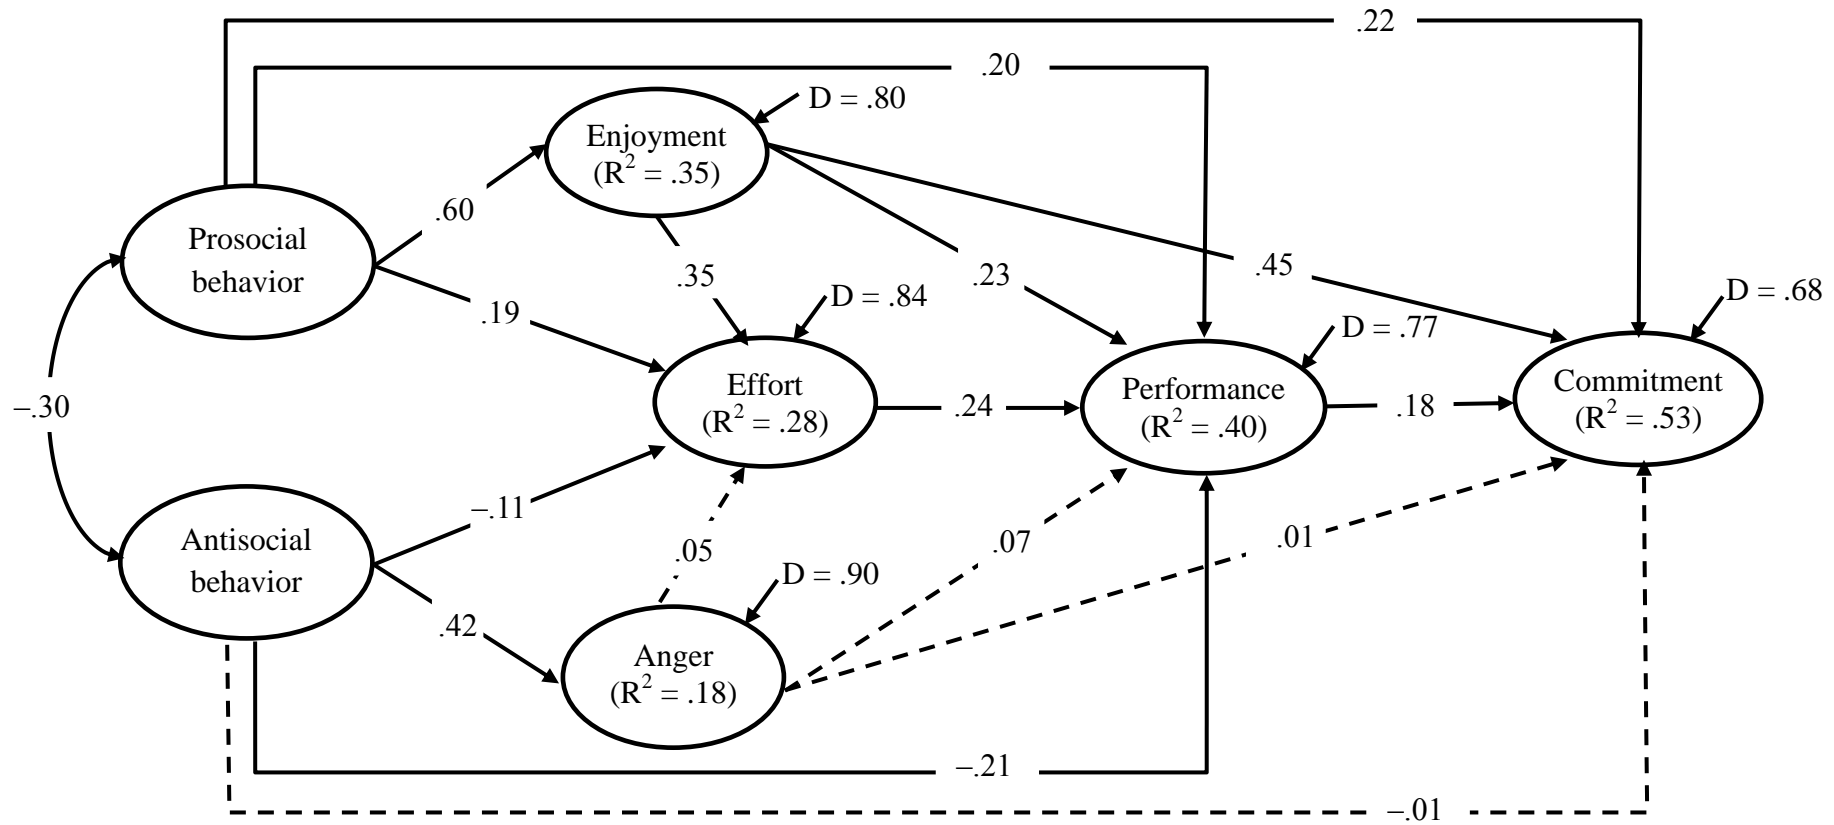 .22
.20
D = .80
Enjoyment
(R² = .35)
.60
Prosocial
behavior
.45
.35
.23
D = .84
D = .68
.19
D = .77
–.30
Effort
(R² = .28)
.24
Performance
(R² = .40)
.18
Commitment
(R² = .53)
–.11
Antisocial
behavior
.05
.07
.01
D = .90
.42
Anger
(R² = .18)
–.21
–.01